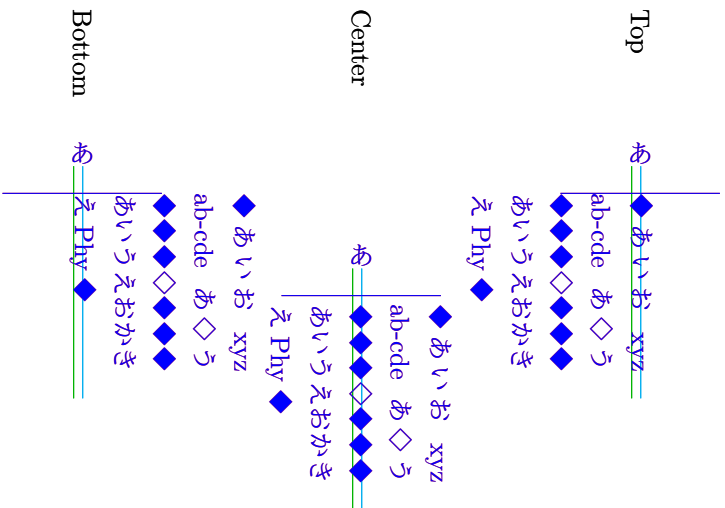 Top
あ
◆ あいお xyz
ab-cde あ◇う
◆◆◆◇◆◆◆
あいうえおかき
え Phy◆
Center
あ
◆ あいお xyz
ab-cde あ◇う
◆◆◆◇◆◆◆
あいうえおかき
え Phy◆
Bottom
あ
◆ あいお xyz
ab-cde あ◇う
◆◆◆◇◆◆◆
あいうえおかき
え Phy◆